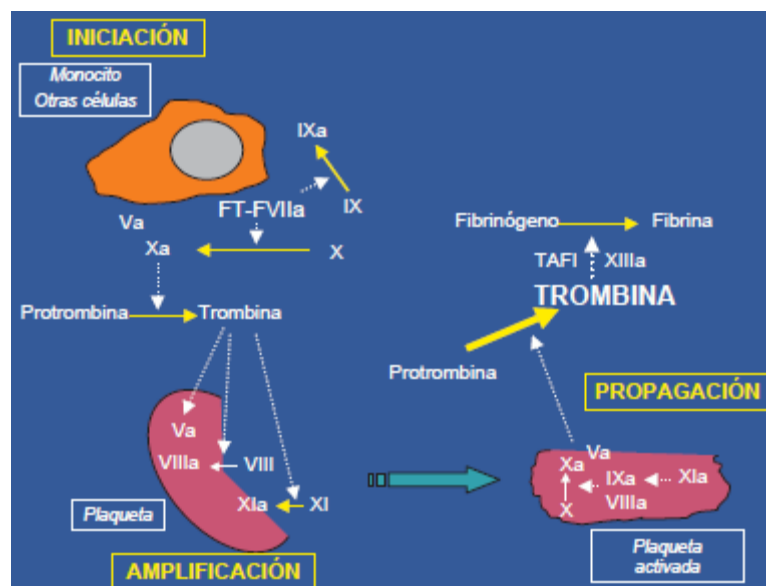 INICIACIÓN
Monocito
Otras células
IXa
FT-FVIIa
IX
Va
Xa
X
Protrombina
Trombina
Va
VIIIa
VIII
XIa
XI
Plaqueta
AMPLIFICACIÓN
Fibrinógeno
Fibrina
TAFI
XIIIa
TROMBINA
Protrombina
PROPAGACIÓN
Va
Xa
IXa
XIa
X
VIIIa
Plaqueta
activada